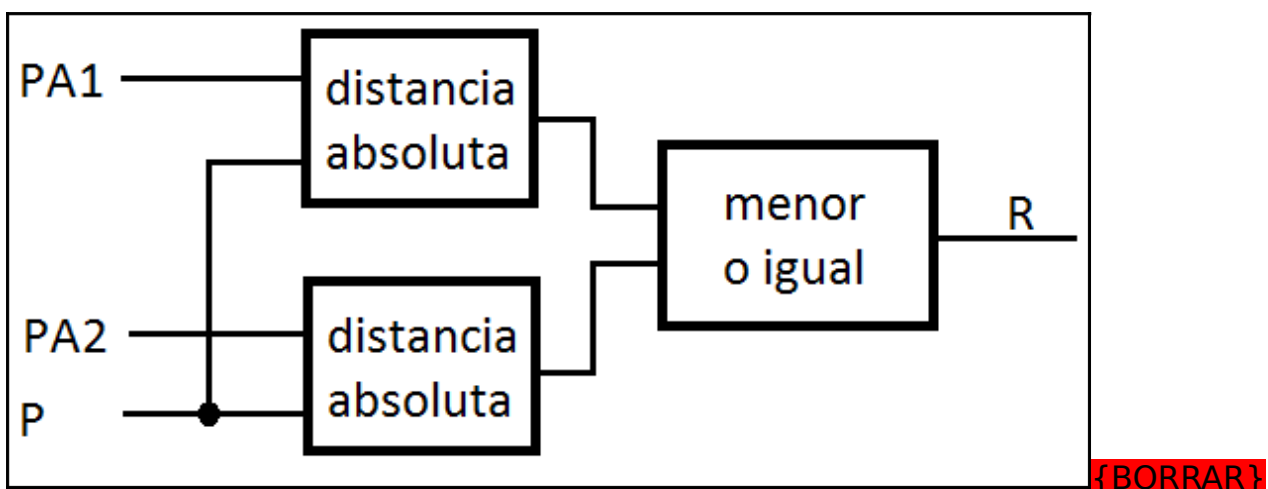 PA1
distancia
absoluta
menor
o igual
R
PA2
distancia
absoluta
P
{BORRAR}